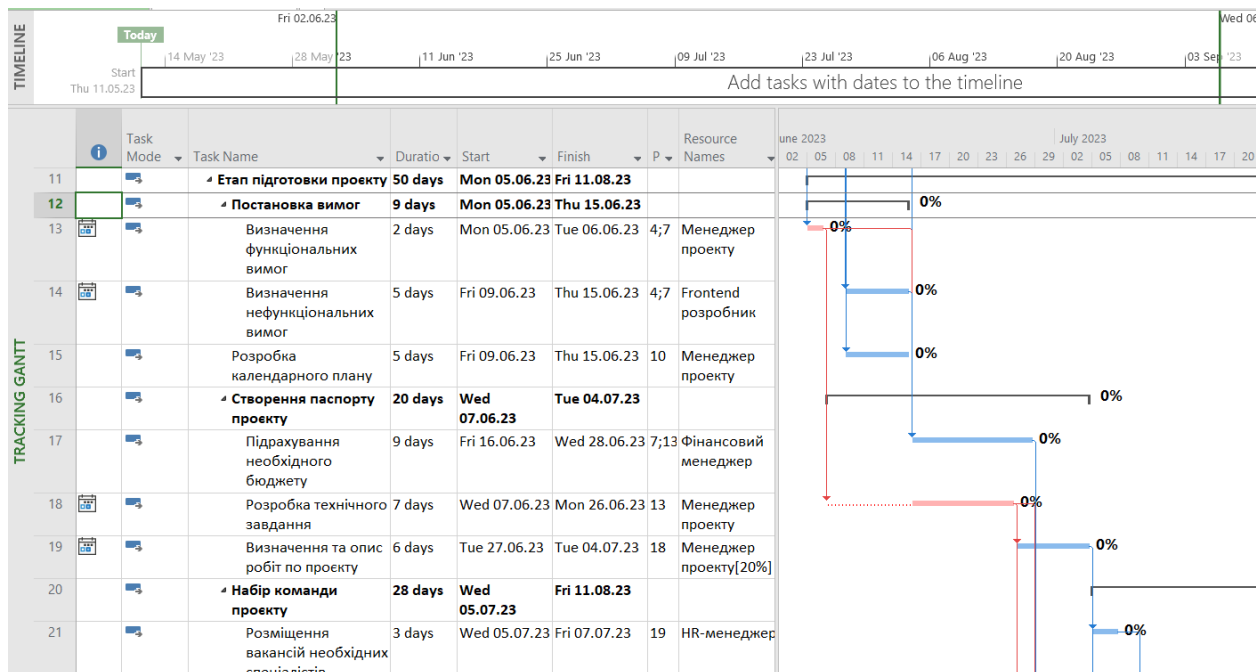 Fri 02.06.23
Wed 06
TIMELINE
Today
14 May '23
28 May '23
11 Jun '23
25 Jun '23
09 Jul '23
23 Jul '23
06 Aug '23
20 Aug '23
03 Sep '23
Start
Thu 11.05.23
Add tasks with dates to the timeline
TRACKING GANTT
Task Mode
Task Name
Duratio
Start
Finish
P
Resource Names
une 2023
July 2023
02 05 08 11 14 17 20 23 26 29 02 05 08 11 14 17 20
11 Етап підготовки проєкту 50 days Mon 05.06.23 Fri 11.08.23
12 Постановка вимог 9 days Mon 05.06.23 Thu 15.06.23 0%
13 Визначення 2 days Mon 05.06.23 Tue 06.06.23 4;7 Менеджер 0%
функціональних проекту
вимог
14 Визначення 5 days Fri 09.06.23 Thu 15.06.23 4;7 Frontend 0%
нефункціональних розробник
вимог
15 Розробка 5 days Fri 09.06.23 Thu 15.06.23 10 Менеджер 0%
календарного плану проекту
16 Створення паспорту 20 days Wed Tue 04.07.23 0%
проєкту 07.06.23
17 Підрахування 9 days Fri 16.06.23 Wed 28.06.23 7;13 Фінансовий 0%
необхідного менеджер
бюджету
18 Розробка технічного 7 days Wed 07.06.23 Mon 26.06.23 13 Менеджер 0%
завдання проекту
19 Визначення та опис 6 days Tue 27.06.23 Tue 04.07.23 18 Менеджер 0%
робіт по проєкту проекту[20%]
20 Набір команди 28 days Wed Fri 11.08.23
проєкту 05.07.23
21 Розміщення 3 days Wed 05.07.23 Fri 07.07.23 19 HR-менеджер 0%
вакансій необхідних